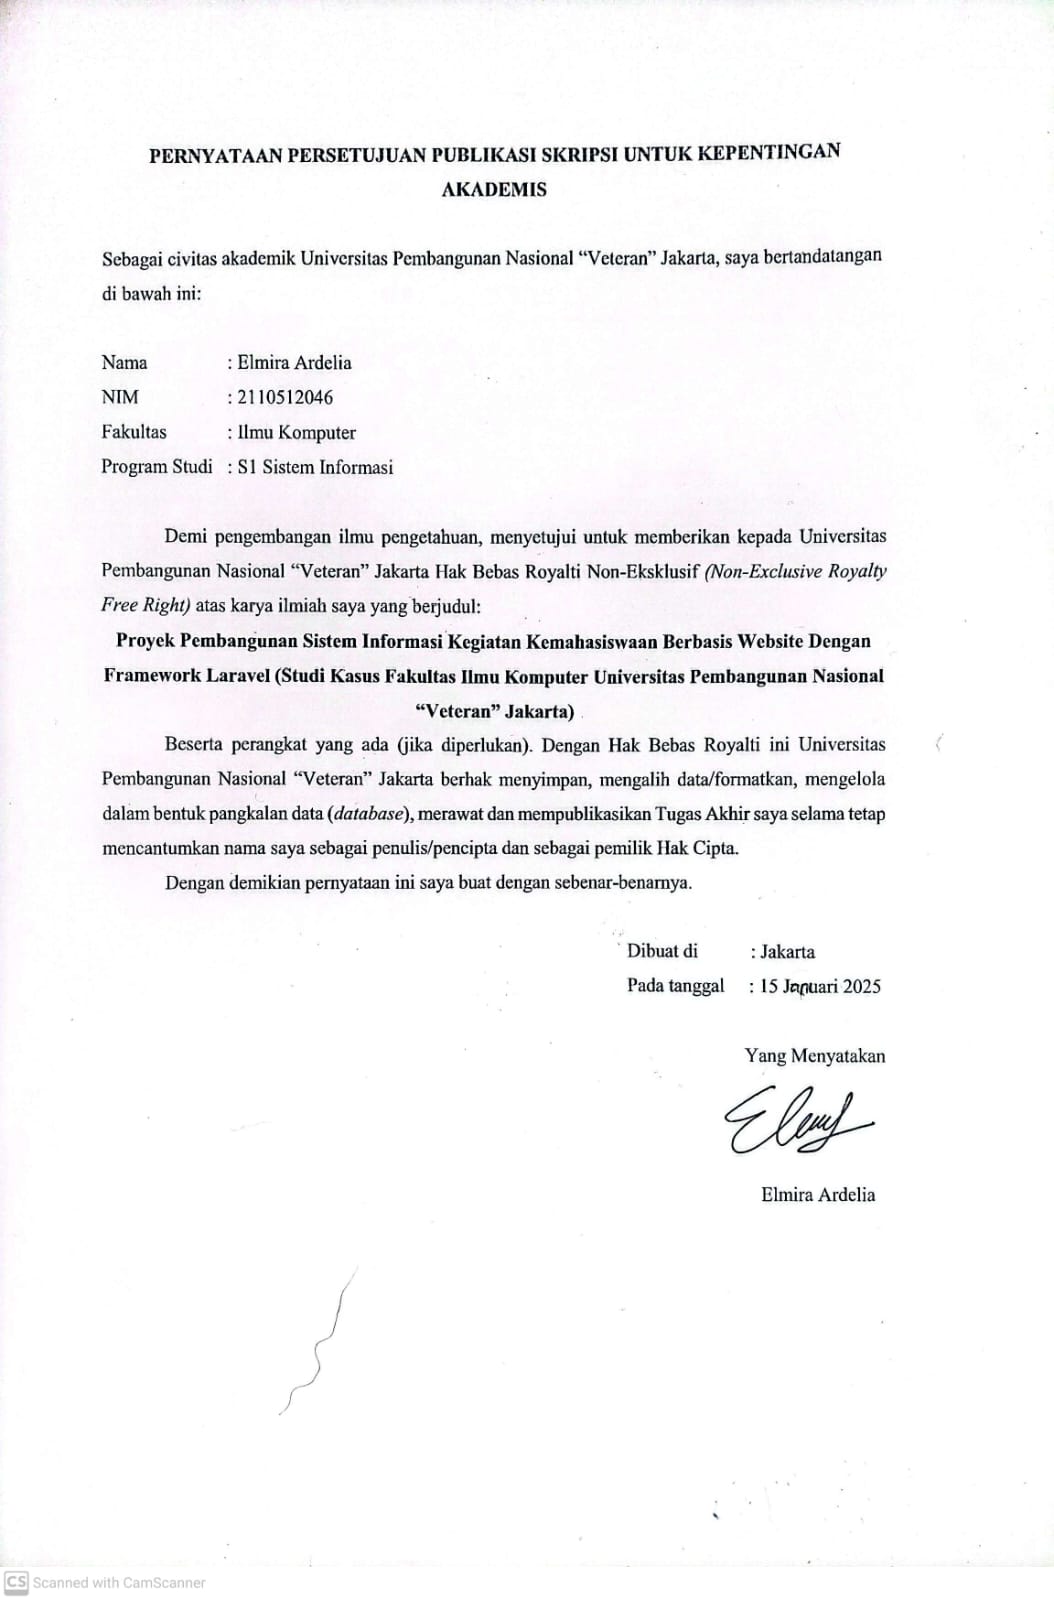 PERNYATAAN PERSETUJUAN PUBLIKASI SKRIPSI UNTUK KEPENTINGAN
AKADEMIS
Sebagai civitas akademik Universitas Pembangunan Nasional “Veteran” Jakarta, saya bertandatangan
di bawah ini:
Nama : Elmira Ardelia
NIM : 2110512046
Fakultas : Ilmu Komputer
Program Studi : S1 Sistem Informasi
Demi pengembangan ilmu pengetahuan, menyetujui untuk memberikan kepada Universitas
Pembangunan Nasional “Veteran” Jakarta Hak Bebas Royalti Non-Eksklusif (Non-Exclusive Royalty
Free Right) atas karya ilmiah saya yang berjudul:
Proyek Pembangunan Sistem Informasi Kegiatan Kemahasiswaan Berbasis Website Dengan
Framework Laravel (Studi Kasus Fakultas Ilmu Komputer Universitas Pembangunan Nasional
“Veteran” Jakarta)
Beserta perangkat yang ada (jika diperlukan). Dengan Hak Bebas Royalti ini Universitas
Pembangunan Nasional “Veteran” Jakarta berhak menyimpan, mengalih data/formatkan, mengelola
dalam bentuk pangkalan data (database), merawat dan mempublikasikan Tugas Akhir saya selama tetap
mencantumkan nama saya sebagai penulis/pencipta dan sebagai pemilik Hak Cipta.
Dengan demikian pernyataan ini saya buat dengan sebenar-benarnya.
Dibuat di : Jakarta
Pada tanggal : 15 Januari 2025
Yang Menyatakan
Elmira Ardelia
CS Scanned with CamScanner